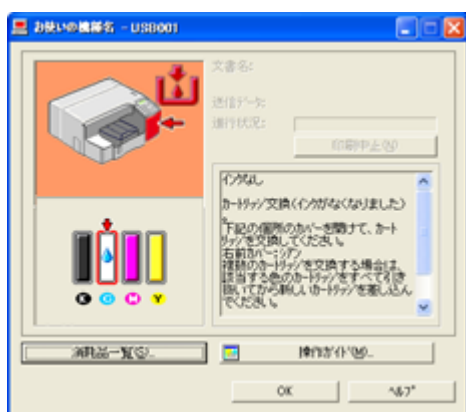 お使いの機種名 - USB001
文書名:
送信データ:
進行状況:
印刷中止(N)
インクなし
カートリッジ交換(インクがなくなりました)
。
下記の個所のカバーを開けて、カート
リッジを交換してください。
右前カバー:シアン
複数のカートリッジを交換する場合は、
該当する色のカートリッジをすべて引き
抜いてから新しいカートリッジを差し込ん
でください。
K C M Y
消耗品一覧(S)...
操作ガイド(M)...
OK
ヘルプ